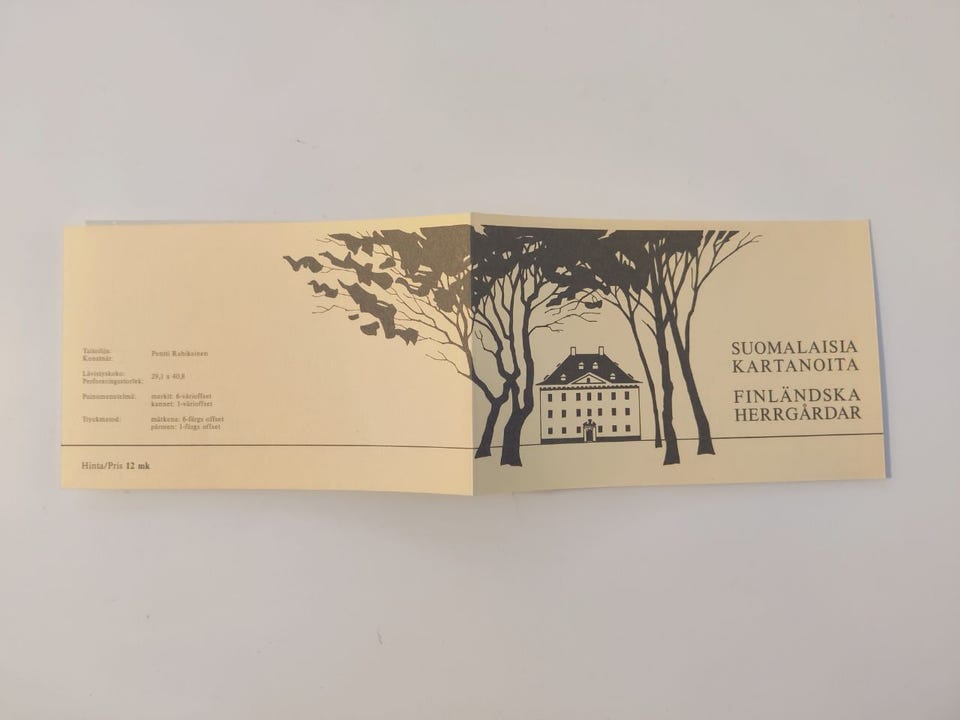 Taiteilija:
Konstnär:
Pentti Rahikainen
Lävistyskoko:
Perforeringsstorlek:
29,1 x 40,8
Painomenetelmä:
merkit: 6-värioffset
kannet: 1-värioffset
Tryckmetod:
märkena: 6-färgs offset
pärmen: 1-färgs offset
Hinta/Pris 12 mk
SUOMALAISIA
KARTANOITA
FINLÄNDSKA
HERRGÅRDAR